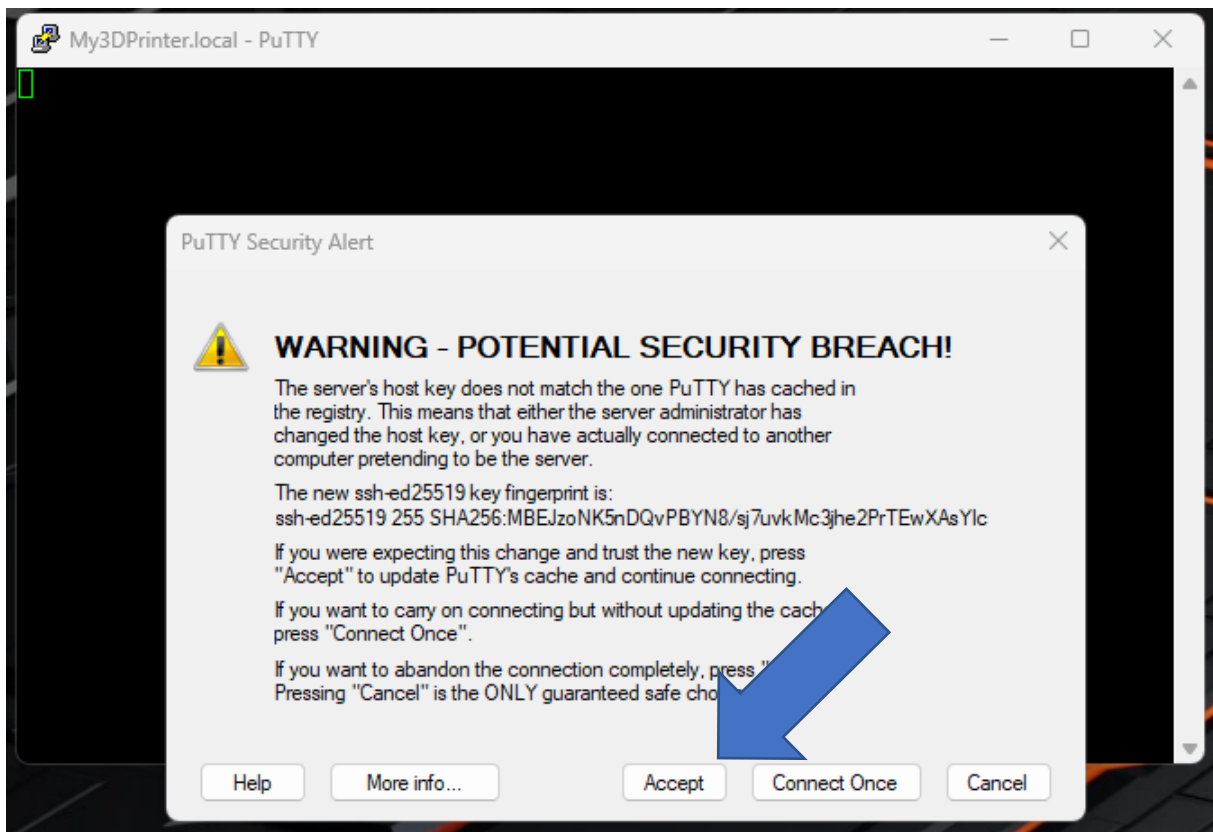 My3DPrinter.local - PuTTY
PuTTY Security Alert
WARNING - POTENTIAL SECURITY BREACH!
The server's host key does not match the one PuTTY has cached in
the registry. This means that either the server administrator has
changed the host key, or you have actually connected to another
computer pretending to be the server.
The new ssh-ed25519 key fingerprint is:
ssh-ed25519 255 SHA256:MBEJzoNK5nDQvPBYN8/sj7uvkMc3jhe2PrTEwXAsYlc
If you were expecting this change and trust the new key, press
"Accept" to update PuTTY's cache and continue connecting.
If you want to carry on connecting but without updating the
press "Connect Once".
If you want to abandon the connection completely, press
Pressing "Cancel" is the ONLY guaranteed safe
Help More info... Accept Connect Once Cancel